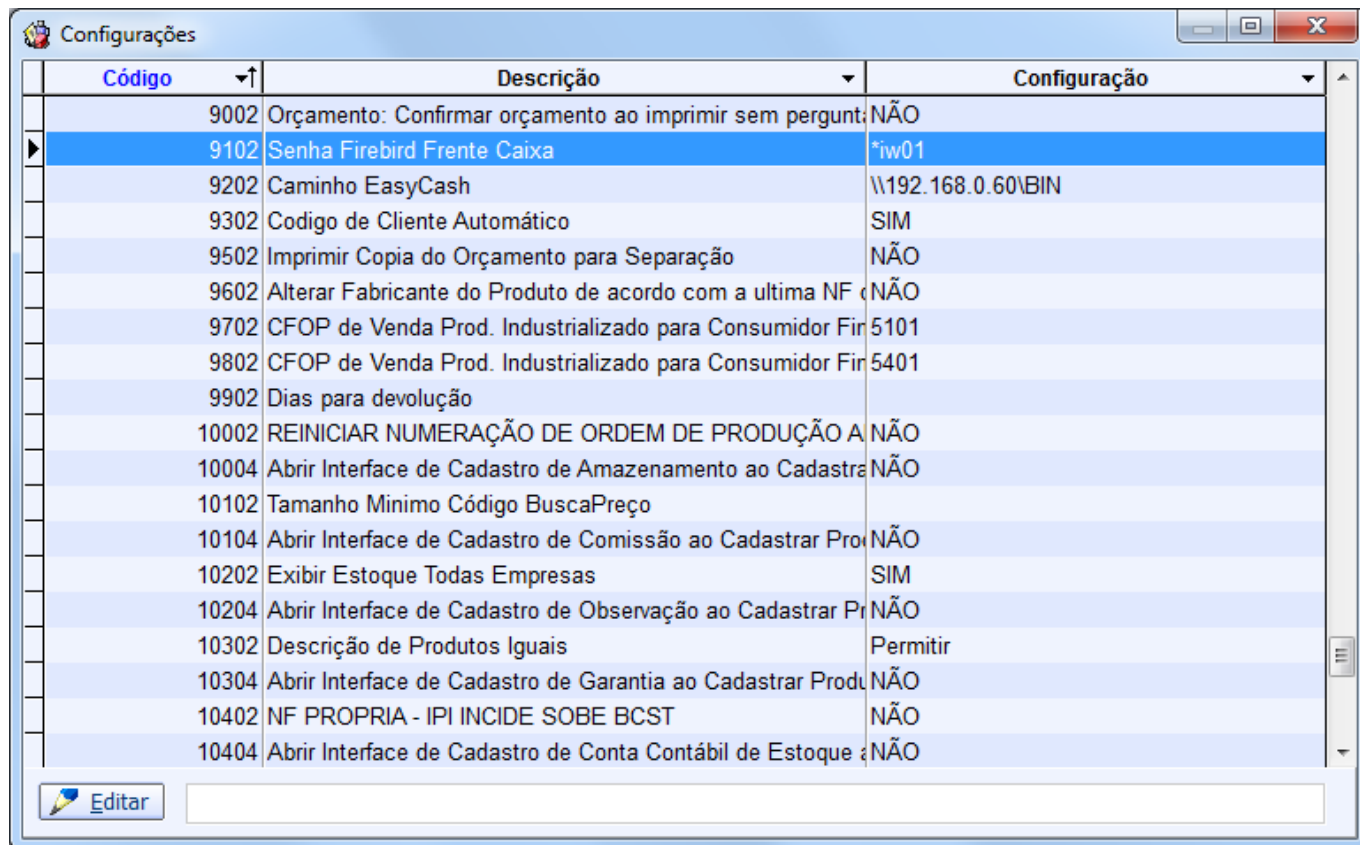 Configurações
Código Descrição Configuração
9002 Orçamento: Confirmar orçamento ao imprimir sem NÃO
9102 Senha Firebird Frente Caixa *iw01
9202 Caminho EasyCash \\192.168.0.60\BIN
9302 Codigo de Cliente Automático SIM
9502 Imprimir Copia do Orçamento para Separação NÃO
9602 Alterar Fabricante do Produto de acordo com a ultima NF NÃO
9702 CFOP de Venda Prod. Industrializado para Consumidor 5101
9802 CFOP de Venda Prod. Industrializado para Consumidor 5401
9902 Dias para devolução
10002 REINICIAR NUMERAÇÃO DE ORDEM DE PRODUÇÃO NÃO
10004 Abrir Interface de Cadastro de Amazenamento ao NÃO
10102 Tamanho Minimo Código BuscaPreço
10104 Abrir Interface de Cadastro de Comissão ao Cadastrar NÃO
10202 Exibir Estoque Todas Empresas SIM
10204 Abrir Interface de Cadastro de Observação ao Cadastrar NÃO
10302 Descrição de Produtos Iguais Permitir
10304 Abrir Interface de Cadastro de Garantia ao Cadastrar NÃO
10402 NF PROPRIA - IPI INCIDE SOBE BCST NÃO
10404 Abrir Interface de Cadastro de Conta Contábil de Estoque NÃO
Editar